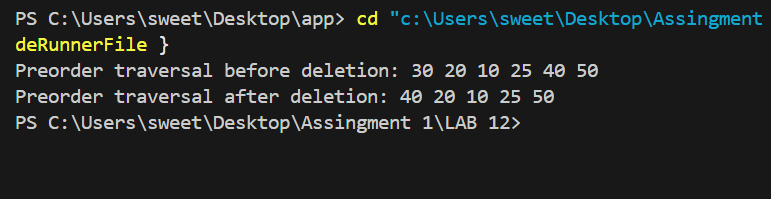 PS C:\Users\sweet\Desktop\app> cd "c:\Users\sweet\Desktop\Assingment
deRunnerFile }
Preorder traversal before deletion: 30 20 10 25 40 50
Preorder traversal after deletion: 40 20 10 25 50
PS C:\Users\sweet\Desktop\Assingment 1\LAB 12>